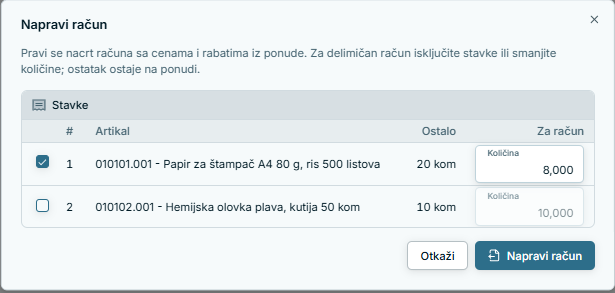 Napravi račun
Pravi se nacrt računa sa cenama i rabatima iz ponude. Za delimičan račun isključite stavke ili smanjite
količine; ostatak ostaje na ponudi.
Stavke
# Artikal Ostalo Za račun
1 010101.001 - Papir za štampač A4 80 g, ris 500 listova 20 kom Količina 8,000
2 010102.001 - Hemijska olovka plava, kutija 50 kom 10 kom Količina 10,000
Otkaži Napravi račun